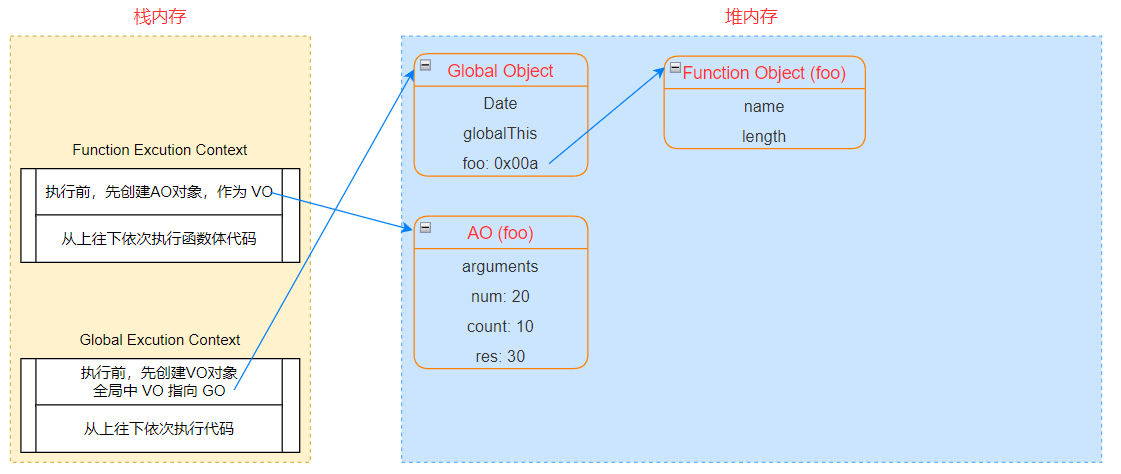 栈内存
堆内存
Function Excution Context
执行前，先创建AO对象，作为 VO
从上往下依次执行函数体代码
Global Excution Context
执行前，先创建VO对象
全局中 VO 指向 GO
从上往下依次执行代码
Global Object
Date
globalThis
foo: 0x00a
Function Object (foo)
name
length
AO (foo)
arguments
num: 20
count: 10
res: 30